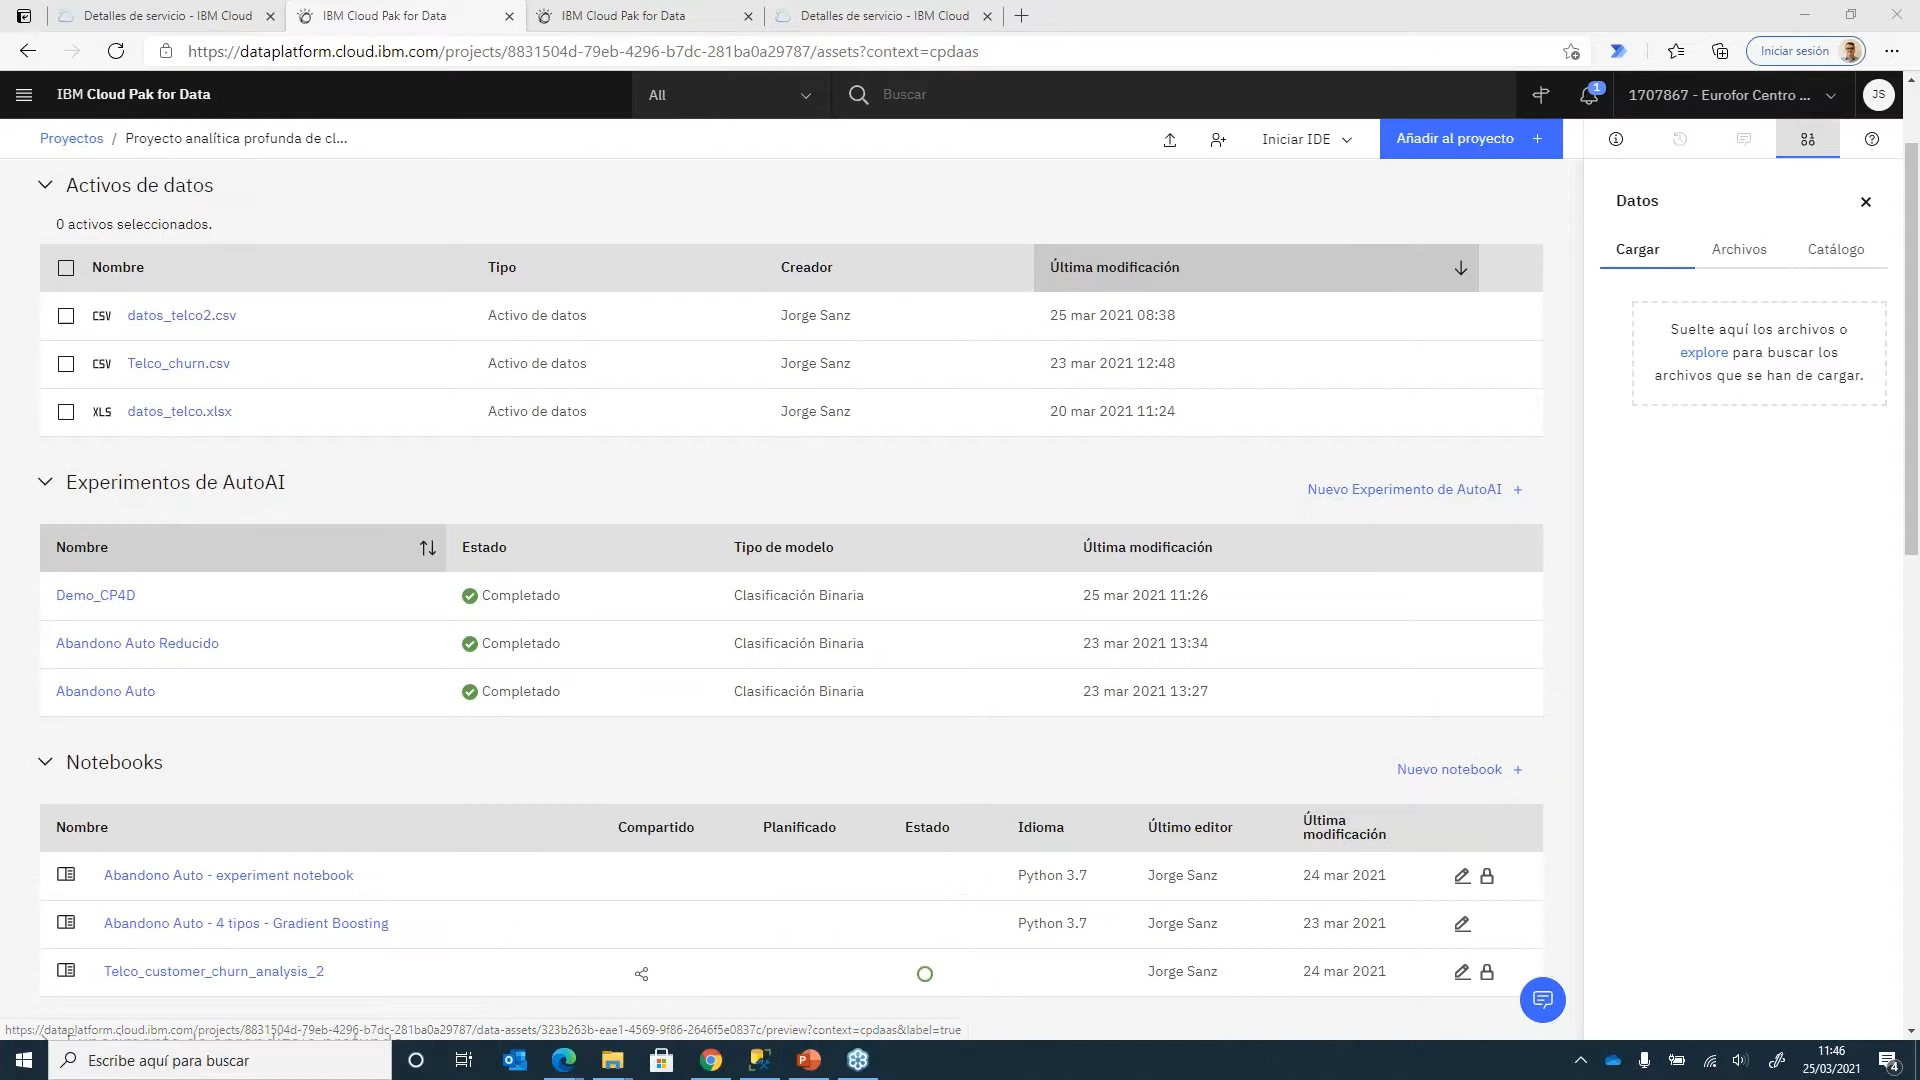 Detalles de servicio - IBM Cloud
IBM Cloud Pak for Data
IBM Cloud Pak for Data
Detalles de servicio - IBM Cloud
https://dataplatform.cloud.ibm.com/projects/8831504d-79eb-4296-b7dc-281ba0a29787/assets?context=cpdaas
Iniciar sesión
IBM Cloud Pak for Data
All
Buscar
1
1707867 - Eurofor Centro ...
JS
Proyectos / Proyecto analítica profunda de cl...
Iniciar IDE
Añadir al proyecto +
Activos de datos
0 activos seleccionados.
Nombre Tipo Creador Última modificación
CSV datos_telco2.csv Activo de datos Jorge Sanz 25 mar 2021 08:38
CSV Telco_churn.csv Activo de datos Jorge Sanz 23 mar 2021 12:48
XLS datos_telco.xlsx Activo de datos Jorge Sanz 20 mar 2021 11:24
Experimentos de AutoAI
Nuevo Experimento de AutoAI +
Nombre Estado Tipo de modelo Última modificación
Demo_CP4D Completado Clasificación Binaria 25 mar 2021 11:26
Abandono Auto Reducido Completado Clasificación Binaria 23 mar 2021 13:34
Abandono Auto Completado Clasificación Binaria 23 mar 2021 13:27
Notebooks
Nuevo notebook +
Nombre Compartido Planificado Estado Idioma Último editor Última
modificación
Abandono Auto - experiment notebook Python 3.7 Jorge Sanz 24 mar 2021
Abandono Auto - 4 tipos - Gradient Boosting Python 3.7 Jorge Sanz 23 mar 2021
Telco_customer_churn_analysis_2 Jorge Sanz 24 mar 2021
Datos
Cargar Archivos Catálogo
Suelte aquí los archivos o
explore para buscar los
archivos que se han de cargar.
https://dataplatform.cloud.ibm.com/projects/8831504d-79eb-4296-b7dc-281ba0a29787/data-assets/323b263b-eae1-4569-9f86-2646f5e0837c/preview?context=cpdaas&label=true
Escribe aquí para buscar
11:46
25/03/2021
4